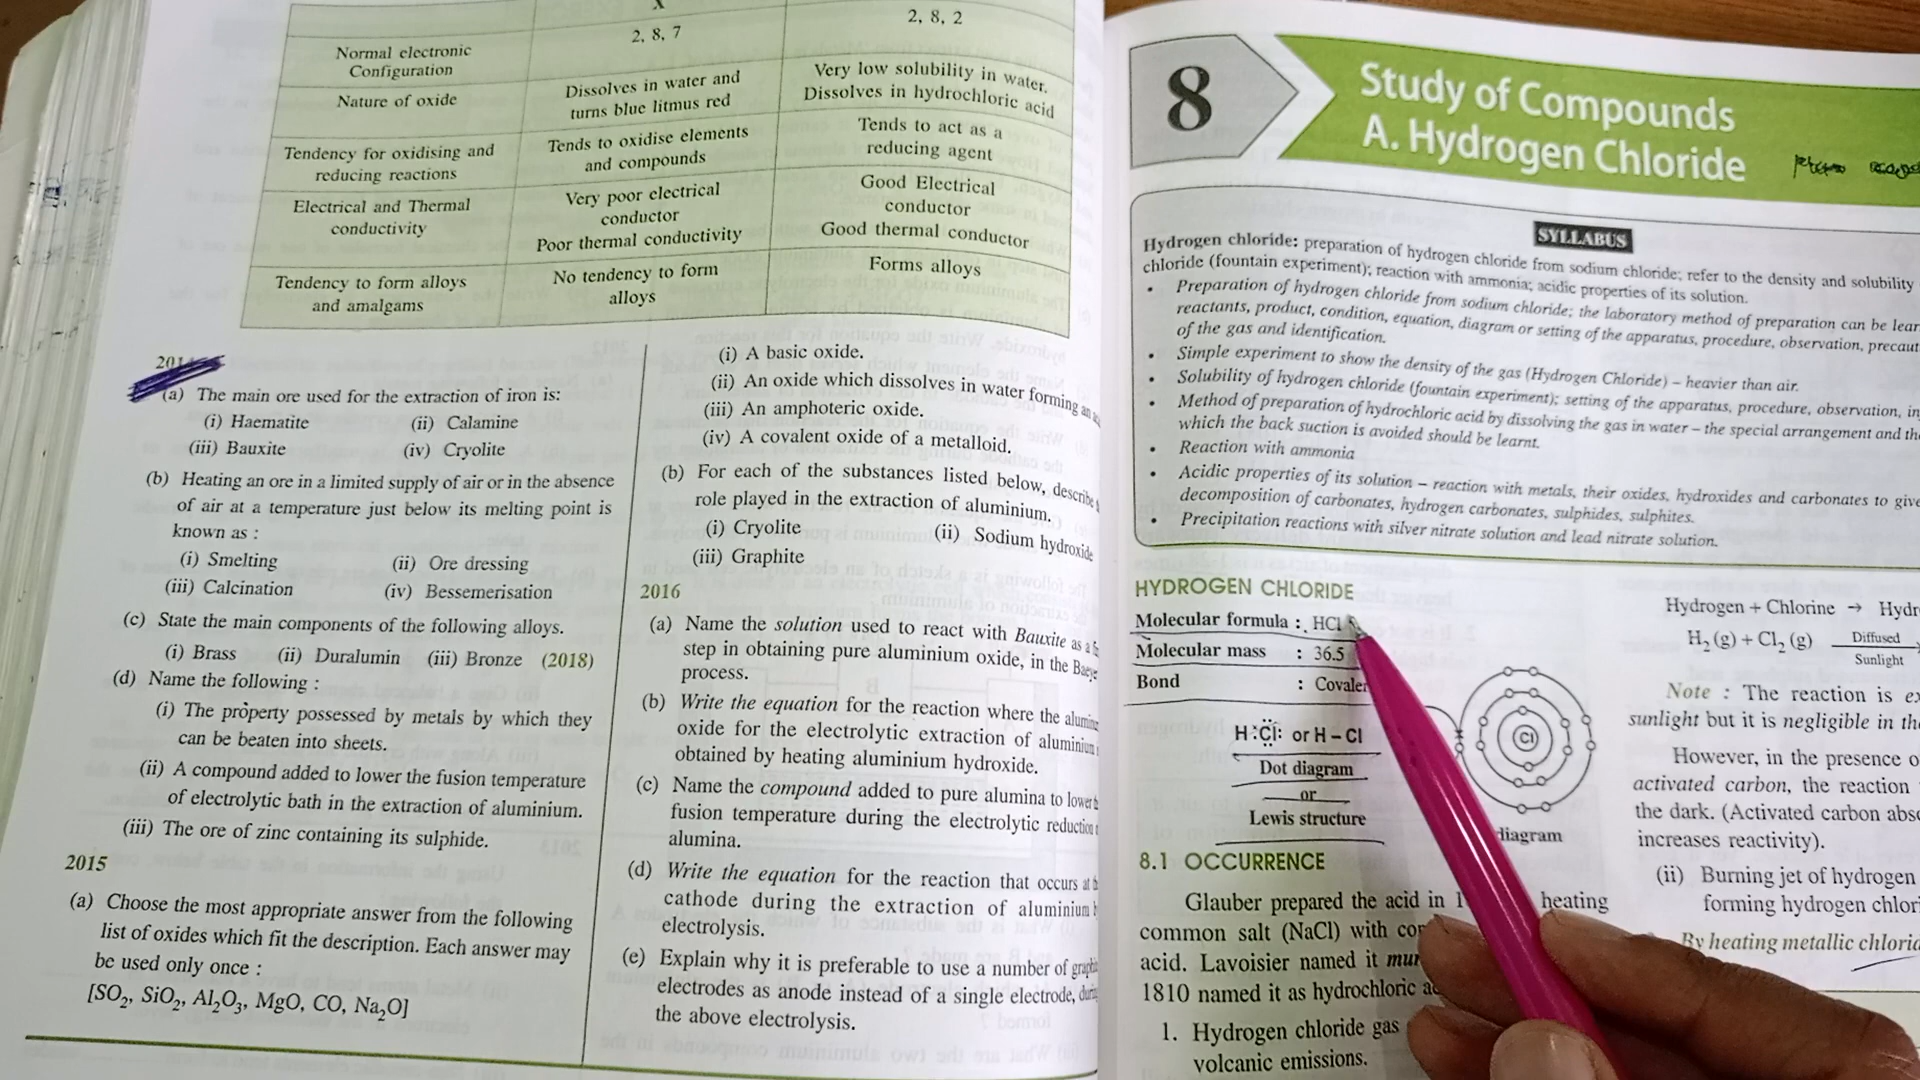 X
2, 8, 2
2, 8, 7
Normal electronic
Configuration
Nature of oxide
Dissolves in water and
turns blue litmus red
Very low solubility in water.
Dissolves in hydrochloric acid
Tendency for oxidising and
reducing reactions
Tends to oxidise elements
and compounds
Tends to act as a
reducing agent
Electrical and Thermal
conductivity
Very poor electrical
conductor
Poor thermal conductivity
Good Electrical
conductor
Good thermal conductor
Tendency to form alloys
and amalgams
No tendency to form
alloys
Forms alloys
(a) The main ore used for the extraction of iron is:
(i) Haematite (ii) Calamine
(iii) Bauxite (iv) Cryolite
(b) Heating an ore in a limited supply of air or in the absence
of air at a temperature just below its melting point is
known as :
(i) Smelting (ii) Ore dressing
(iii) Calcination (iv) Bessemerisation
(c) State the main components of the following alloys.
(i) Brass (ii) Duralumin (iii) Bronze (2018)
(d) Name the following :
(i) The property possessed by metals by which they
can be beaten into sheets.
(ii) A compound added to lower the fusion temperature
of electrolytic bath in the extraction of aluminium.
(iii) The ore of zinc containing its sulphide.
2015
(a) Choose the most appropriate answer from the following
list of oxides which fit the description. Each answer may
be used only once :
[SO₂, SiO₂, Al₂O₃, MgO, CO, Na₂O]
(i) A basic oxide.
(ii) An oxide which dissolves in water forming an
(iii) An amphoteric oxide.
(iv) A covalent oxide of a metalloid.
(b) For each of the substances listed below, describe
role played in the extraction of aluminium.
(i) Cryolite (ii) Sodium hydroxide
(iii) Graphite
2016
(a) Name the solution used to react with Bauxite as a
step in obtaining pure aluminium oxide, in the
process.
(b) Write the equation for the reaction where the
oxide for the electrolytic extraction of aluminium
obtained by heating aluminium hydroxide.
(c) Name the compound added to pure alumina to lower
fusion temperature during the electrolytic reduction
alumina.
(d) Write the equation for the reaction that occurs at
cathode during the extraction of aluminium
electrolysis.
(e) Explain why it is preferable to use a number of
electrodes as anode instead of a single electrode,
the above electrolysis.
8
Study of Compounds
A. Hydrogen Chloride
SYLLABUS
Hydrogen chloride: preparation of hydrogen chloride from sodium chloride; refer to the density and solubility
chloride (fountain experiment); reaction with ammonia; acidic properties of its solution.
• Preparation of hydrogen chloride from sodium chloride; the laboratory method of preparation can be
reactants, product, condition, equation, diagram or setting of the apparatus, procedure, observation,
of the gas and identification.
• Simple experiment to show the density of the gas (Hydrogen Chloride) – heavier than air.
• Solubility of hydrogen chloride (fountain experiment); setting of the apparatus, procedure, observation,
• Method of preparation of hydrochloric acid by dissolving the gas in water – the special arrangement and
which the back suction is avoided should be learnt.
• Reaction with ammonia
• Acidic properties of its solution – reaction with metals, their oxides, hydroxides and carbonates to give
decomposition of carbonates, hydrogen carbonates, sulphides, sulphites.
• Precipitation reactions with silver nitrate solution and lead nitrate solution.
HYDROGEN CHLORIDE
Molecular formula : HCl
Molecular mass : 36.5
Bond :
H:Cl: or H – Cl
Dot diagram
or
Lewis structure
Cl
diagram
8.1 OCCURRENCE
Glauber prepared the acid in heating
common salt (NaCl) with
acid. Lavoisier named it
1810 named it as hydrochloric
1. Hydrogen chloride gas
volcanic emissions.
Hydrogen + Chlorine →
H₂(g) + Cl₂(g) Diffused
Sunlight
Note : The reaction is
sunlight but it is negligible in
However, in the presence
activated carbon, the reaction
the dark. (Activated carbon
increases reactivity).
(ii) Burning jet of hydrogen
forming hydrogen
By heating metallic